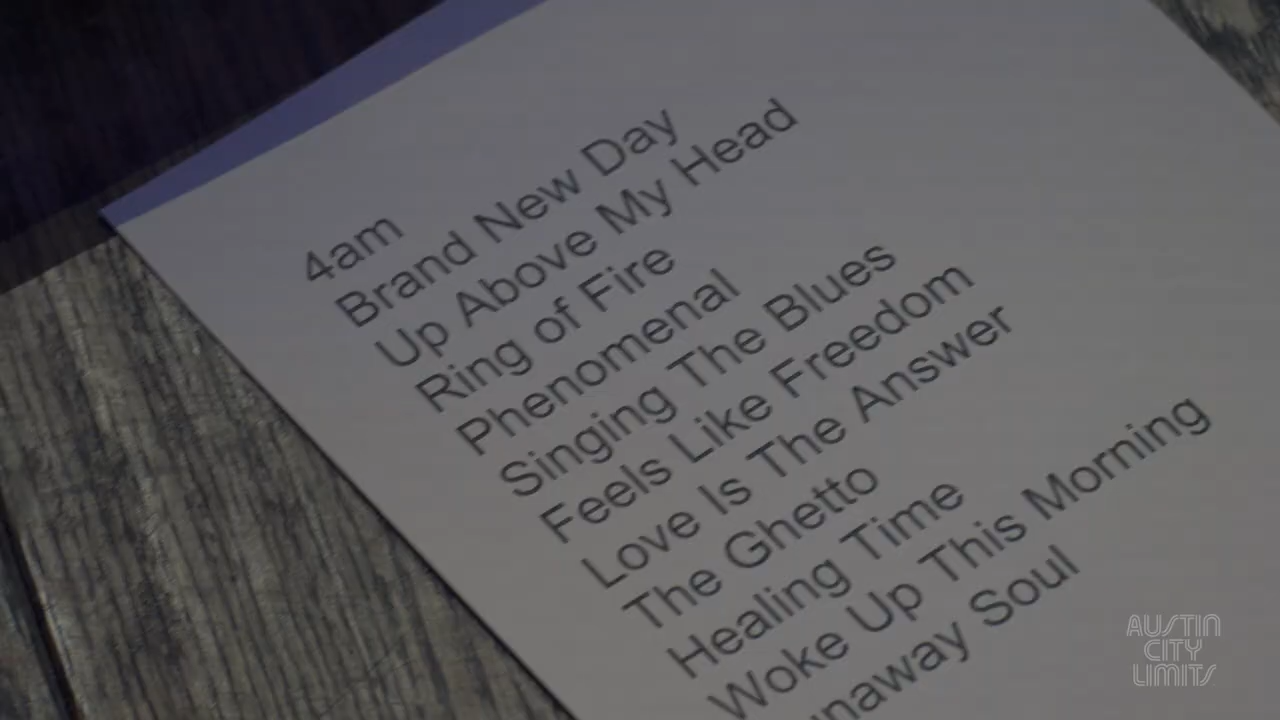 4am
Brand New Day
Up Above My Head
Ring of Fire
Phenomenal
Singing The Blues
Feels Like Freedom
Love Is The Answer
The Ghetto
Healing Time
Woke Up This Morning
Soul
AUSTIN
CITY
LIMITS